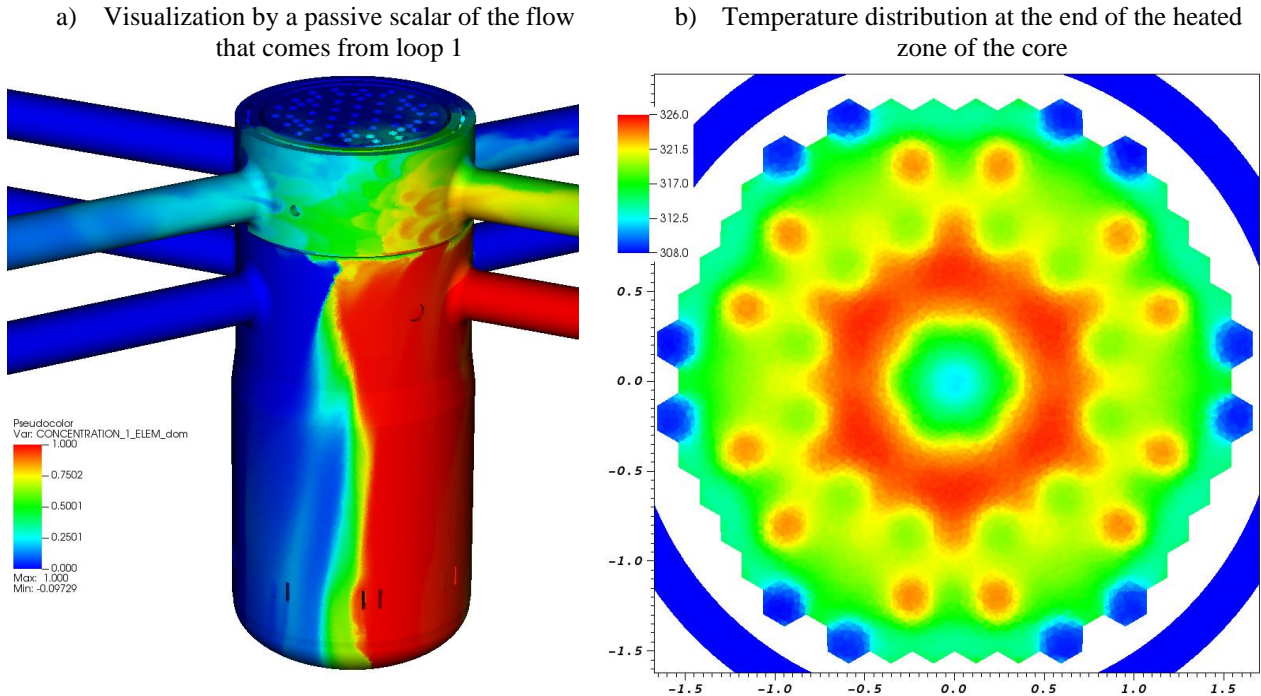 a) Visualization by a passive scalar of the flow
that comes from loop 1
b) Temperature distribution at the end of the heated
zone of the core
Pseudocolor
Var: CONCENTRATION_1_ELEM_dom
1.000
0.7502
0.5001
0.2501
0.000
Max: 1.000
Min: -0.09729
326.0
321.5
317.0
312.5
308.0
0.5
0.0
-0.5
-1.0
-1.5
-1.5
-1.0
-0.5
0.0
0.5
1.0
1.5